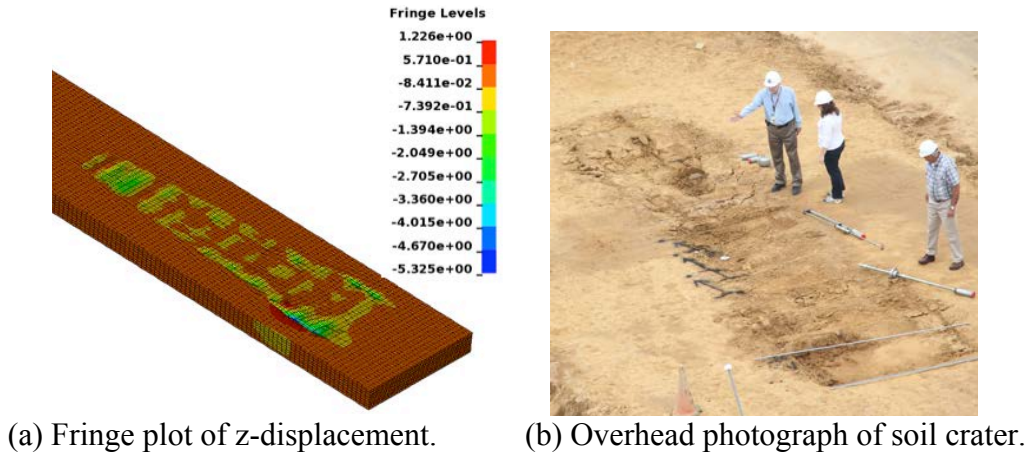 Fringe Levels
1.226e+00
5.710e-01
-8.411e-02
-7.392e-01
-1.394e+00
-2.049e+00
-2.705e+00
-3.360e+00
-4.015e+00
-4.670e+00
-5.325e+00
(a) Fringe plot of z-displacement.
(b) Overhead photograph of soil crater.